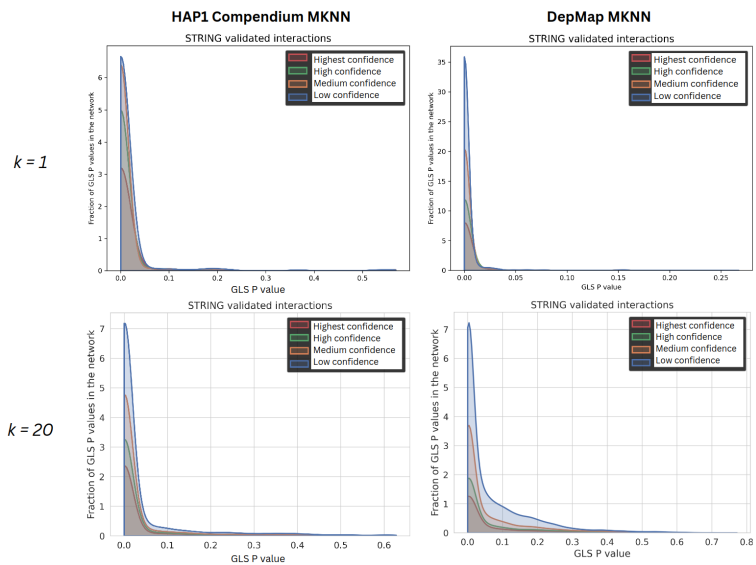 HAP1 Compendium MKNN
DepMap MKNN
k = 1
STRING validated interactions
Fraction of GLS P values in the network
6
5
4
3
2
1
0
0.0 0.1 0.2 0.3 0.4 0.5
GLS P value
Highest confidence
High confidence
Medium confidence
Low confidence
STRING validated interactions
Fraction of GLS P values in the network
35
30
25
20
15
10
5
0
0.00 0.05 0.10 0.15 0.20 0.25
GLS P value
Highest confidence
High confidence
Medium confidence
Low confidence
k = 20
STRING validated interactions
Fraction of GLS P values in the network
7
6
5
4
3
2
1
0
0.0 0.1 0.2 0.3 0.4 0.5 0.6
GLS P value
Highest confidence
High confidence
Medium confidence
Low confidence
STRING validated interactions
Fraction of GLS P values in the network
7
6
5
4
3
2
1
0
0.0 0.1 0.2 0.3 0.4 0.5 0.6 0.7 0.8
GLS P value
Highest confidence
High confidence
Medium confidence
Low confidence